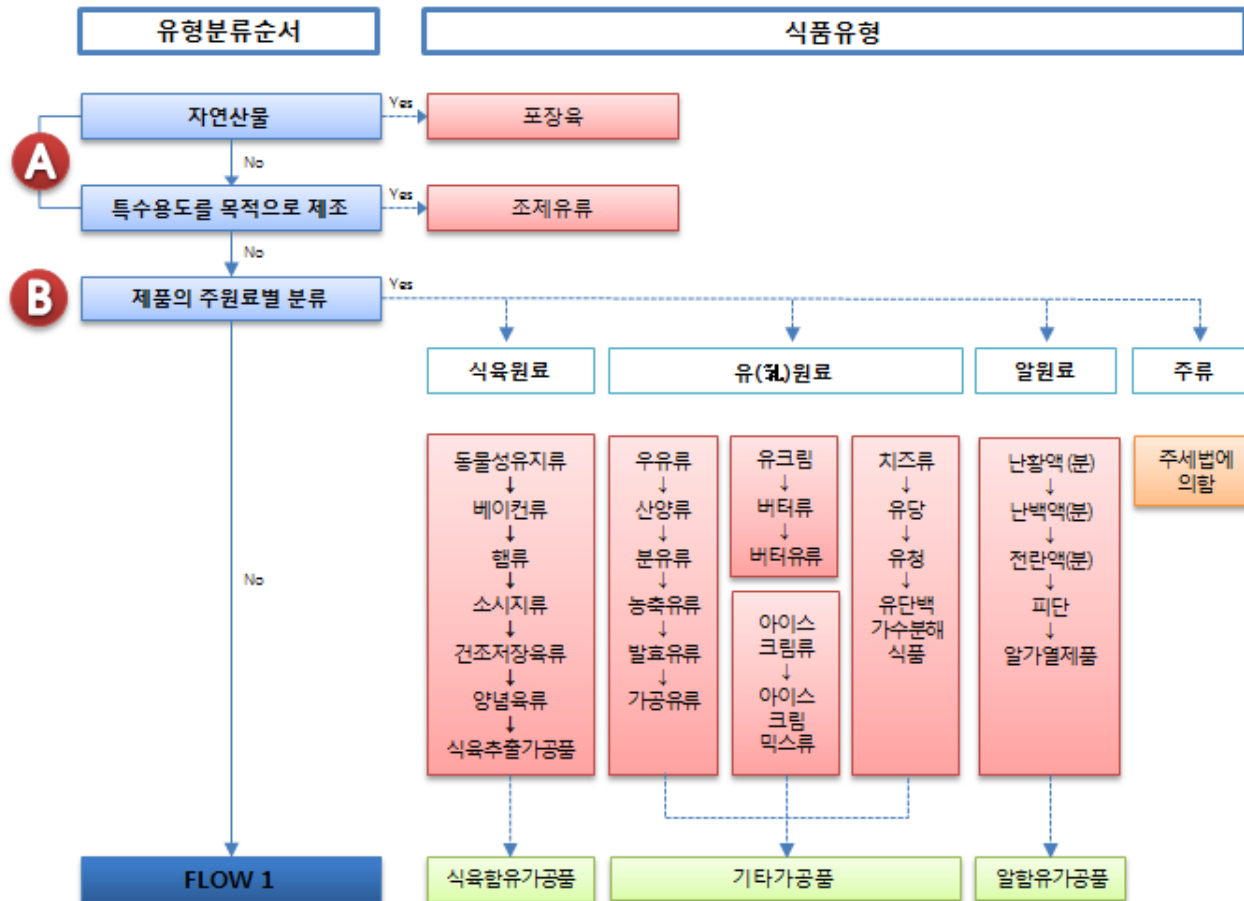 유형분류순서
식품유형
자연산물
Yes
포장육
A
No
특수용도를 목적으로 제조
Yes
조제유류
No
B
제품의 주원료별 분류
Yes
식육원료
유(乳)원료
알원료
주류
동물성유지류
↓
베이컨류
↓
햄류
↓
소시지류
↓
건조저장육류
↓
양념육류
↓
식육추출가공품
우유류
↓
산양류
↓
분유류
↓
농축유류
↓
발효유류
↓
가공유류
유크림
↓
버터류
↓
버터유류
아이스
크림류
↓
아이스
크림
믹스류
치즈류
↓
유당
↓
유청
↓
유단백
가수분해
식품
난황액(분)
↓
난백액(분)
↓
전란액(분)
↓
피단
↓
알가열제품
주세법에
의함
No
FLOW 1
식육함유가공품
기타가공품
알함유가공품